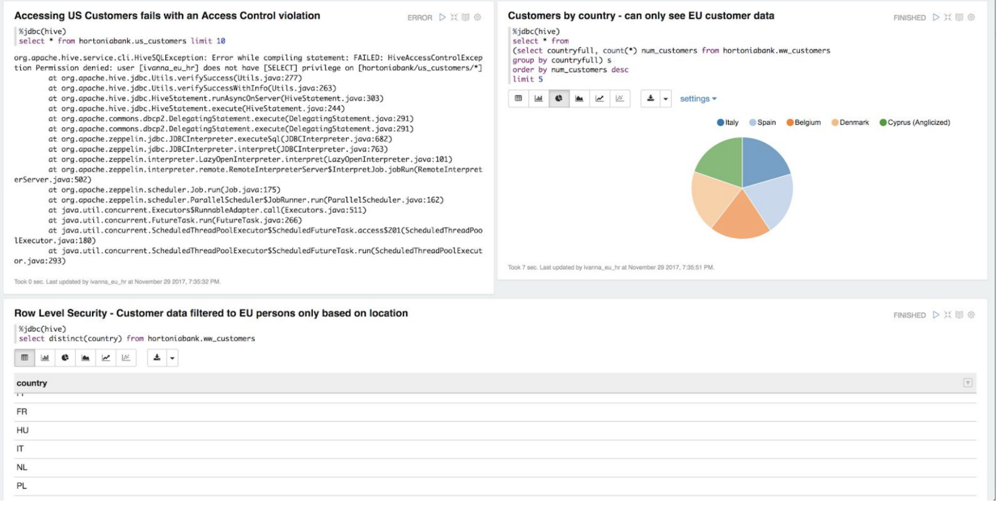 Accessing US Customers fails with an Access Control violation
ERROR
%jdbc(hive)
select * from hortoniabank.us_customers limit 10
org.apache.hive.service.cli.HiveSQLException: Error while compiling statement: FAILED: HiveAccessControlExcep
tion Permission denied: user [ivanna_eu_hr] does not have [SELECT] privilege on [hortoniabank/us_customers/*]
at org.apache.hive.jdbc.Utils.verifySuccess(Utils.java:277)
at org.apache.hive.jdbc.Utils.verifySuccessWithInfo(Utils.java:263)
at org.apache.hive.jdbc.HiveStatement.runAsyncOnServer(HiveStatement.java:303)
at org.apache.hive.jdbc.HiveStatement.execute(HiveStatement.java:244)
at org.apache.commons.dbcp2.DelegatingStatement.execute(DelegatingStatement.java:291)
at org.apache.commons.dbcp2.DelegatingStatement.execute(DelegatingStatement.java:291)
at org.apache.zeppelin.jdbc.JDBCInterpreter.executeSql(JDBCInterpreter.java:682)
at org.apache.zeppelin.jdbc.JDBCInterpreter.interpret(JDBCInterpreter.java:763)
at org.apache.zeppelin.interpreter.LazyOpenInterpreter.interpret(LazyOpenInterpreter.java:101)
at org.apache.zeppelin.interpreter.remote.RemoteInterpreterServer$InterpretJob.jobRun(RemoteInterpret
erServer.java:502)
at org.apache.zeppelin.scheduler.Job.run(Job.java:175)
at org.apache.zeppelin.scheduler.ParallelScheduler$JobRunner.run(ParallelScheduler.java:162)
at java.util.concurrent.Executors$RunnableAdapter.call(Executors.java:511)
at java.util.concurrent.FutureTask.run(FutureTask.java:266)
at java.util.concurrent.ScheduledThreadPoolExecutor$ScheduledFutureTask.access$201(ScheduledThreadPoo
lExecutor.java:180)
at java.util.concurrent.ScheduledThreadPoolExecutor$ScheduledFutureTask.run(ScheduledThreadPoolExecut
or.java:293)
Took 0 sec. Last updated by ivanna_eu_hr at November 29 2017, 7:35:32 PM.
Customers by country - can only see EU customer data
FINISHED
%jdbc(hive)
select * from
(select countryfull, count(*) num_customers from hortoniabank.ww_customers
group by countryfull) s
order by num_customers desc
limit 5
settings
Italy Spain Belgium Denmark Cyprus (Anglicized)
Took 7 sec. Last updated by ivanna_eu_hr at November 29 2017, 7:35:51 PM.
Row Level Security - Customer data filtered to EU persons only based on location
FINISHED
%jdbc(hive)
select distinct(country) from hortoniabank.ww_customers
country
FR
HU
IT
NL
PL